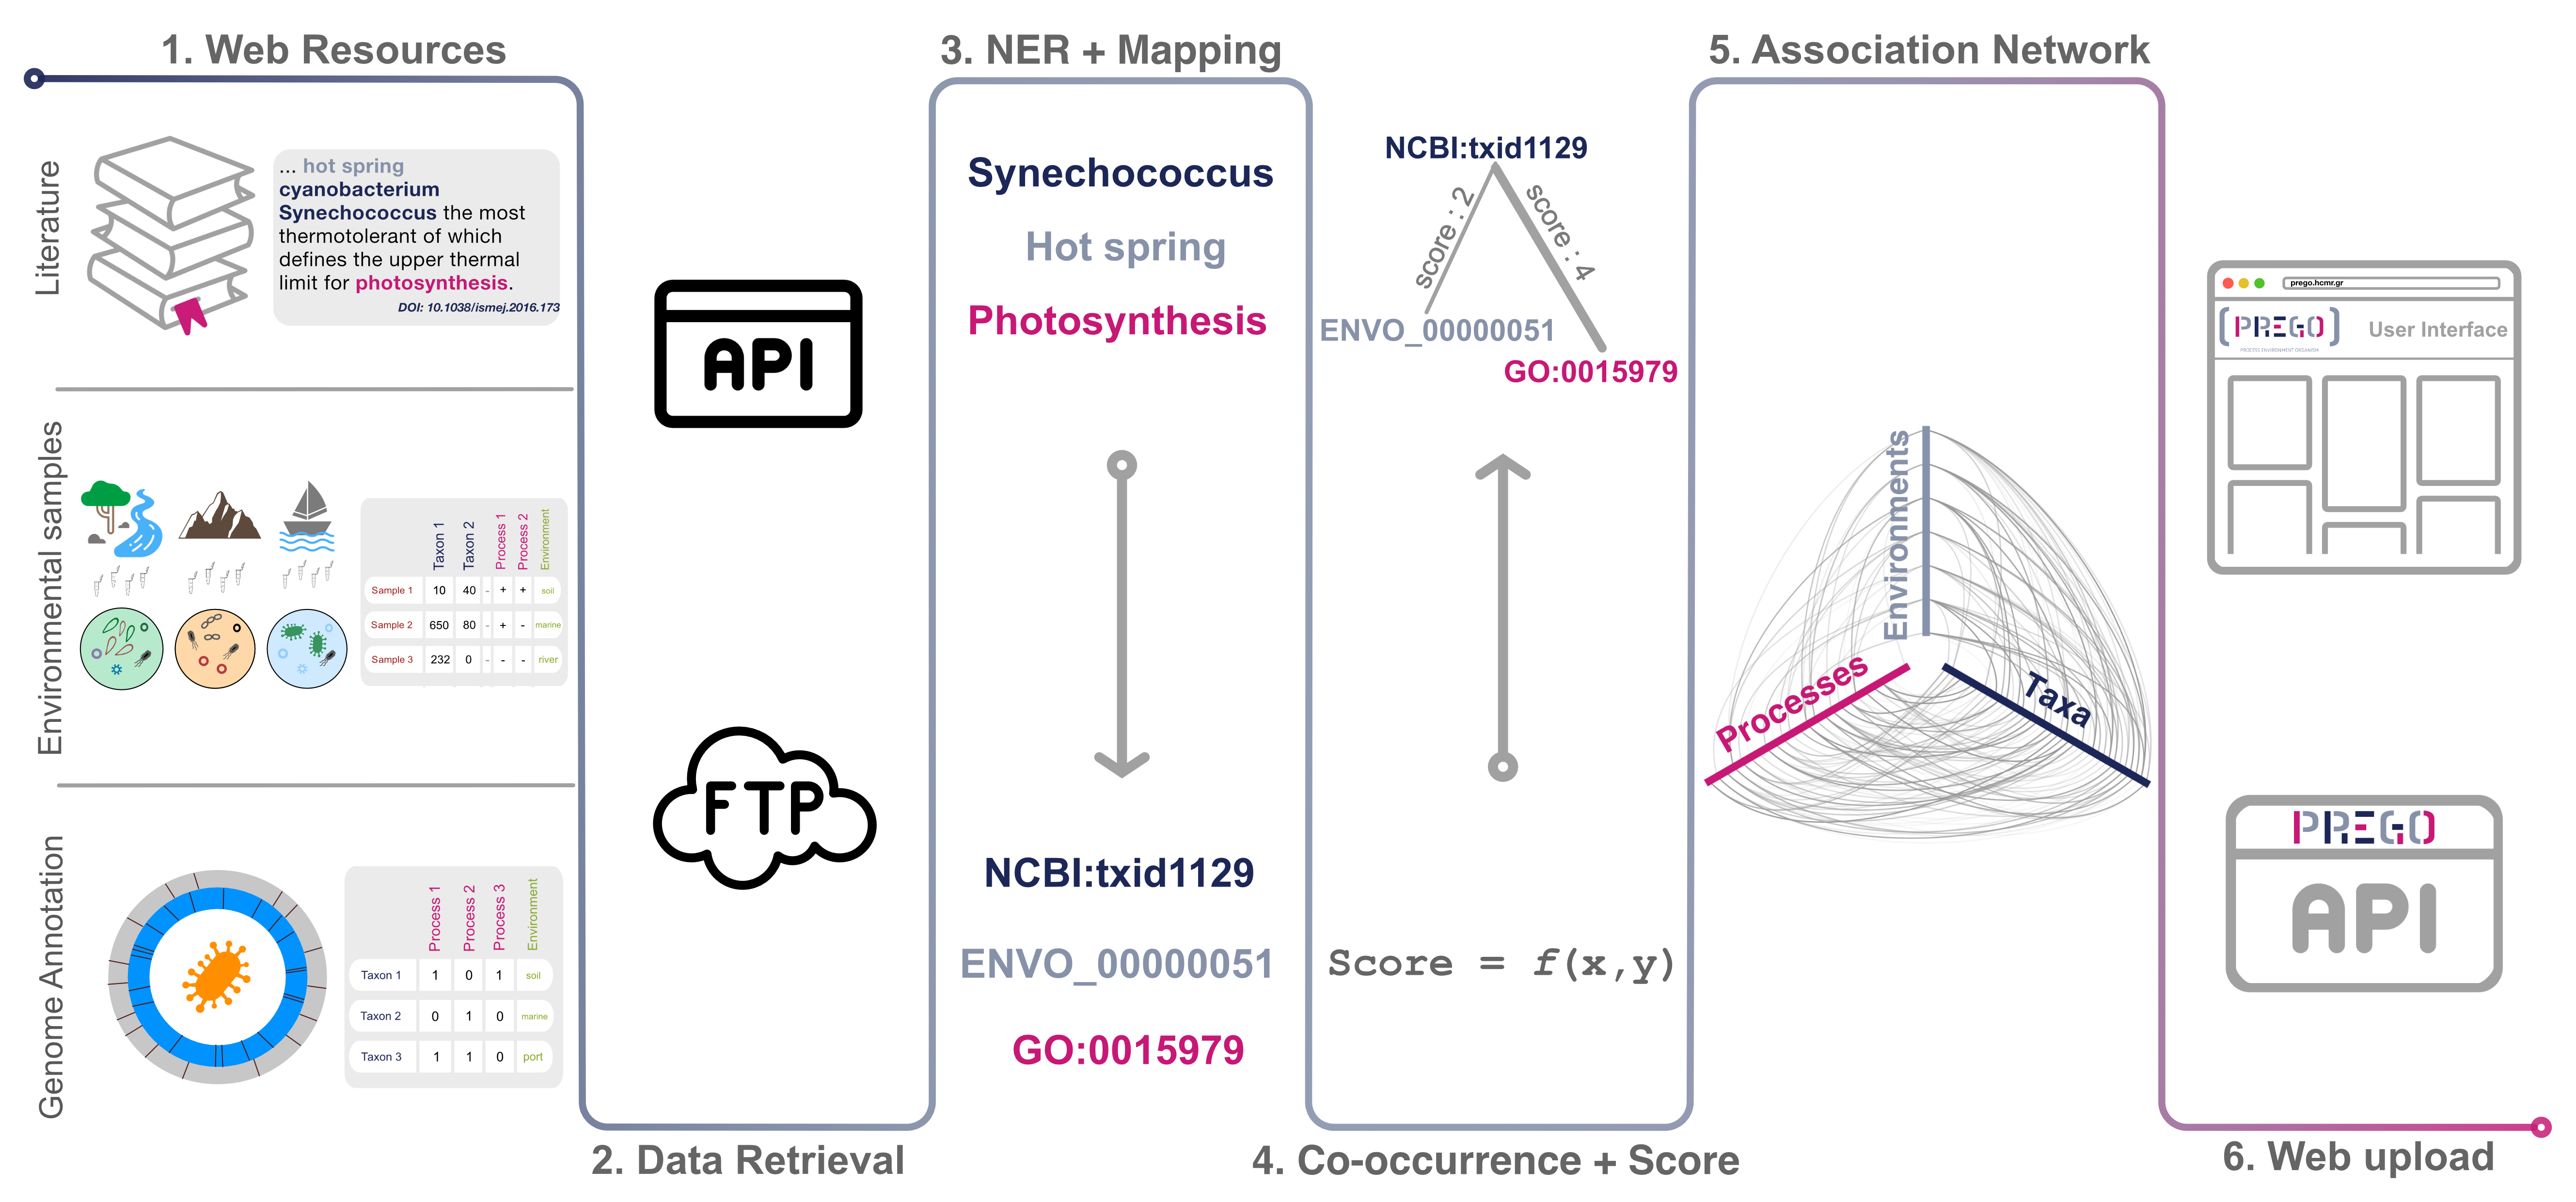 1. Web Resources
Literature
... hot spring
cyanobacterium
Synechococcus the most
thermotolerant of which
defines the upper thermal
limit for photosynthesis.
DOI: 10.1038/ismej.2016.173
Environmental samples
Taxon 1 Taxon 2 Process 1 Process 2 Environment
Sample 1 10 40 - + + soil
Sample 2 650 80 - + - marine
Sample 3 232 0 - - - river
Genome Annotation
Process 1 Process 2 Process 3 Environment
Taxon 1 1 0 1 soil
Taxon 2 0 1 0 marine
Taxon 3 1 1 0 port
2. Data Retrieval
API
FTP
3. NER + Mapping
Synechococcus
Hot spring
Photosynthesis
NCBI:txid1129
ENVO_00000051
GO:0015979
4. Co-occurrence + Score
NCBI:txid1129
score : 2
score : 4
ENVO_00000051
GO:0015979
Score = f(x,y)
5. Association Network
Environments
Processes
Taxa
6. Web upload
prego.hcmr.gr
PREGO
PROCESS ENVIRONMENT ORGANISM
User Interface
PREGO
API